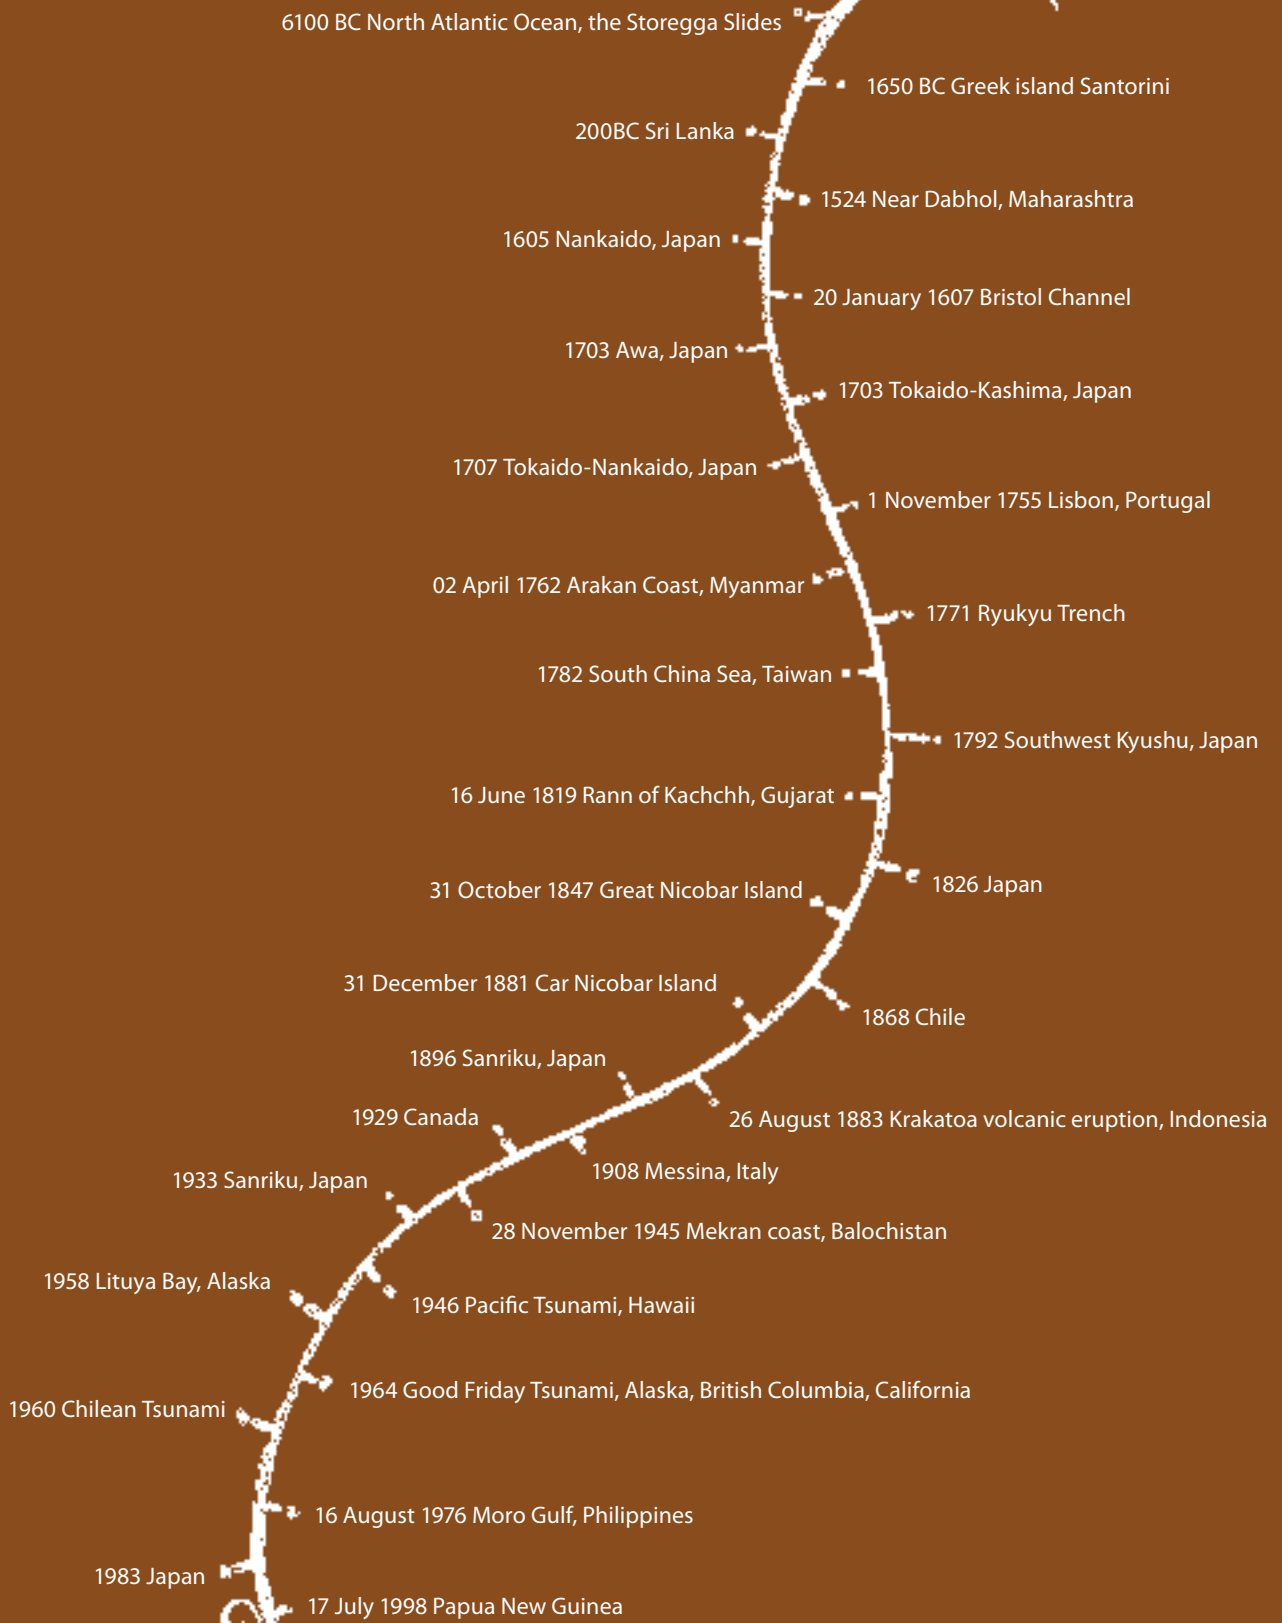 6100 BC North Atlantic Ocean, the Storegga Slides
1650 BC Greek island Santorini
200BC Sri Lanka
1524 Near Dabhol, Maharashtra
1605 Nankaido, Japan
20 January 1607 Bristol Channel
1703 Awa, Japan
1703 Tokaido-Kashima, Japan
1707 Tokaido-Nankaido, Japan
1 November 1755 Lisbon, Portugal
02 April 1762 Arakan Coast, Myanmar
1771 Ryukyu Trench
1782 South China Sea, Taiwan
1792 Southwest Kyushu, Japan
16 June 1819 Rann of Kachchh, Gujarat
1826 Japan
31 October 1847 Great Nicobar Island
31 December 1881 Car Nicobar Island
1868 Chile
1896 Sanriku, Japan
26 August 1883 Krakatoa volcanic eruption, Indonesia
1929 Canada
1908 Messina, Italy
1933 Sanriku, Japan
28 November 1945 Mekran coast, Balochistan
1958 Lituya Bay, Alaska
1946 Pacific Tsunami, Hawaii
1964 Good Friday Tsunami, Alaska, British Columbia, California
1960 Chilean Tsunami
16 August 1976 Moro Gulf, Philippines
1983 Japan
17 July 1998 Papua New Guinea